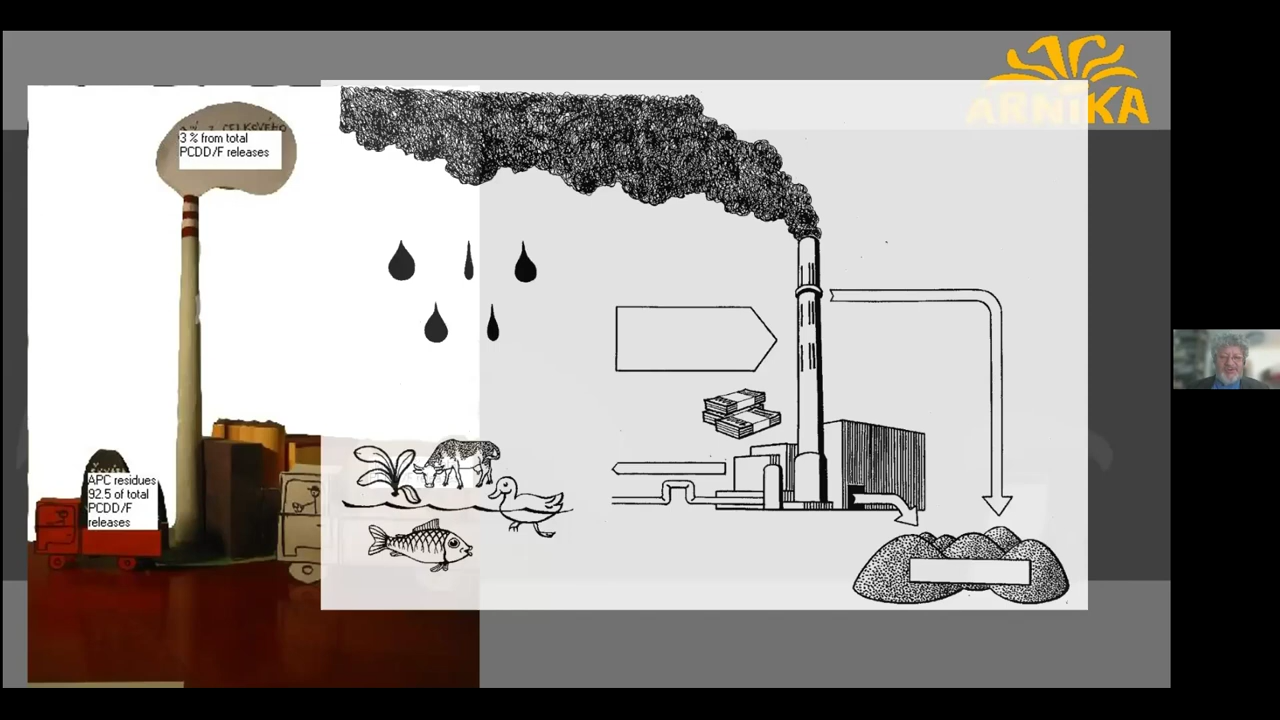 ARNIKA
3 % from total
PCDD/F releases
APC residues
92.5 of total
PCDD/F
releases